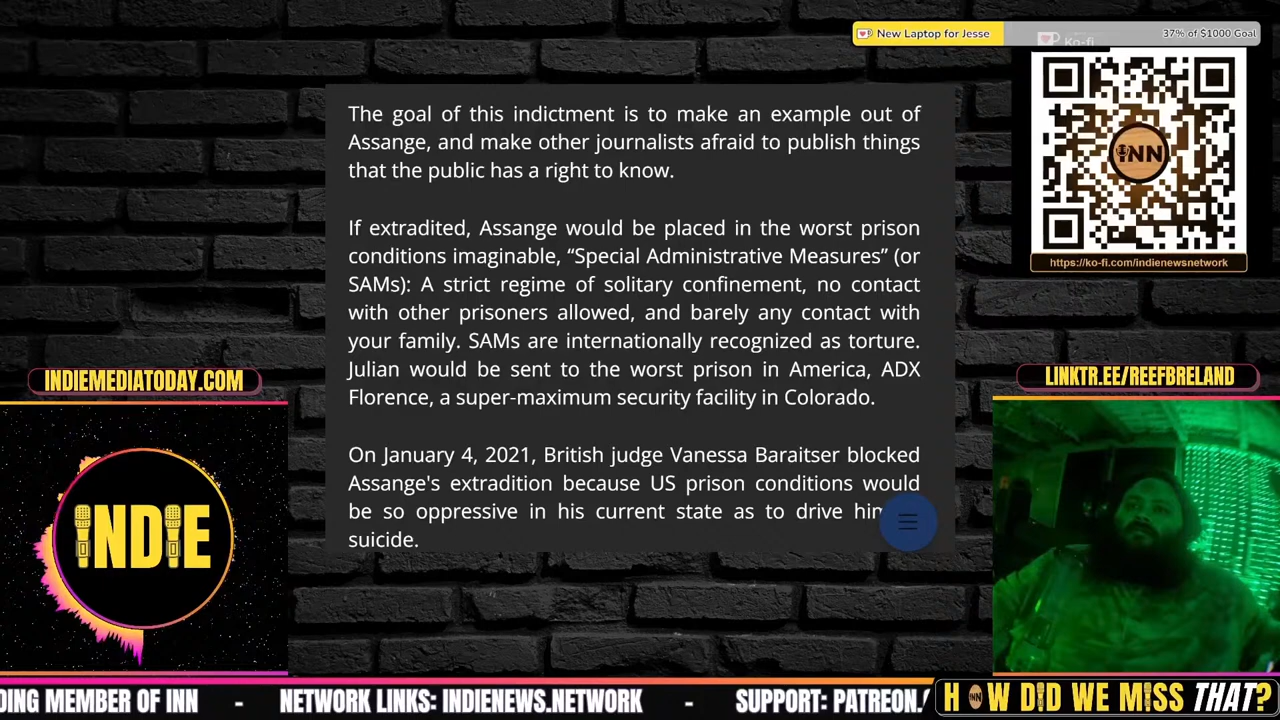 New Laptop for Jesse
37% of $1000 Goal
Ko-fi
INN
https://ko-fi.com/indienewsnetwork
The goal of this indictment is to make an example out of
Assange, and make other journalists afraid to publish things
that the public has a right to know.
If extradited, Assange would be placed in the worst prison
conditions imaginable, “Special Administrative Measures” (or
SAMs): A strict regime of solitary confinement, no contact
with other prisoners allowed, and barely any contact with
your family. SAMs are internationally recognized as torture.
Julian would be sent to the worst prison in America, ADX
Florence, a super-maximum security facility in Colorado.
On January 4, 2021, British judge Vanessa Baraitser blocked
Assange's extradition because US prison conditions would
be so oppressive in his current state as to drive
suicide.
INDIEMEDIATODAY.COM
LINKTR.EE/REEFBRELAND
INDIE
DING MEMBER OF INN - NETWORK LINKS: INDIENEWS.NETWORK - SUPPORT: PATREON.
HOW DID WE MISS THAT?